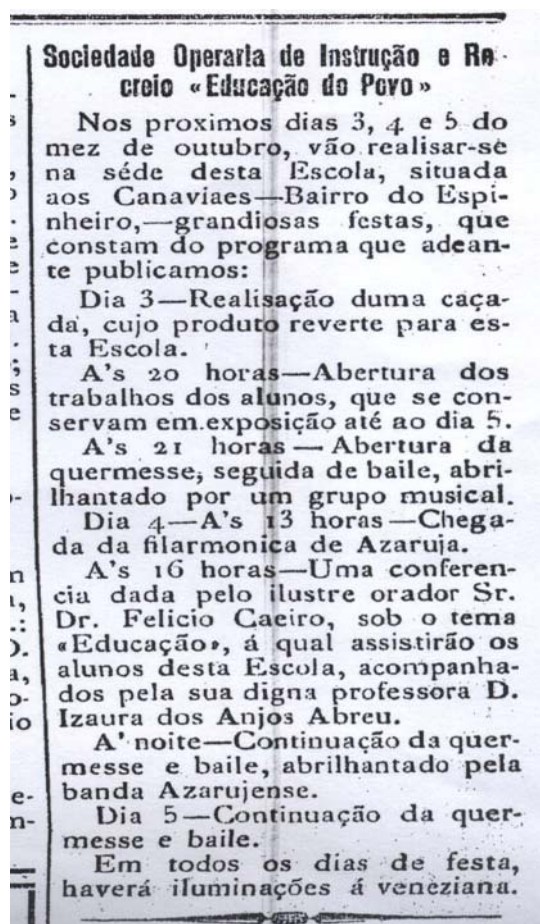 Sociedade Operaria de Instrução e Re-
creio «Educação do Povo»
Nos proximos dias 3, 4 e 5 do
mez de outubro, vão realisar-se
na séde desta Escola, situada
aos Canaviaes—Bairro do Espi-
nheiro,—grandiosas festas, que
constam do programa que adean-
te publicamos:
Dia 3—Realisação duma caça-
da, cujo produto reverte para es-
ta Escola.
A's 20 horas—Abertura dos
trabalhos dos alunos, que se con-
servam em exposição até ao dia 5.
A's 21 horas—Abertura da
quermesse, seguida de baile, abri-
lhantado por um grupo musical.
Dia 4—A's 13 horas—Chega-
da da filarmonica de Azaruja.
A's 16 horas—Uma conferen-
cia dada pelo ilustre orador Sr.
Dr. Felicio Caeiro, sob o tema
«Educação», á qual assistirão os
alunos desta Escola, acompanha-
dos pela sua digna professora D.
Izaura dos Anjos Abreu.
A' noite—Continuação da quer-
messe e baile, abrilhantado pela
banda Azarujense.
Dia 5—Continuação da quer-
messe e baile.
Em todos os dias de festa,
haverá iluminações á veneziana.